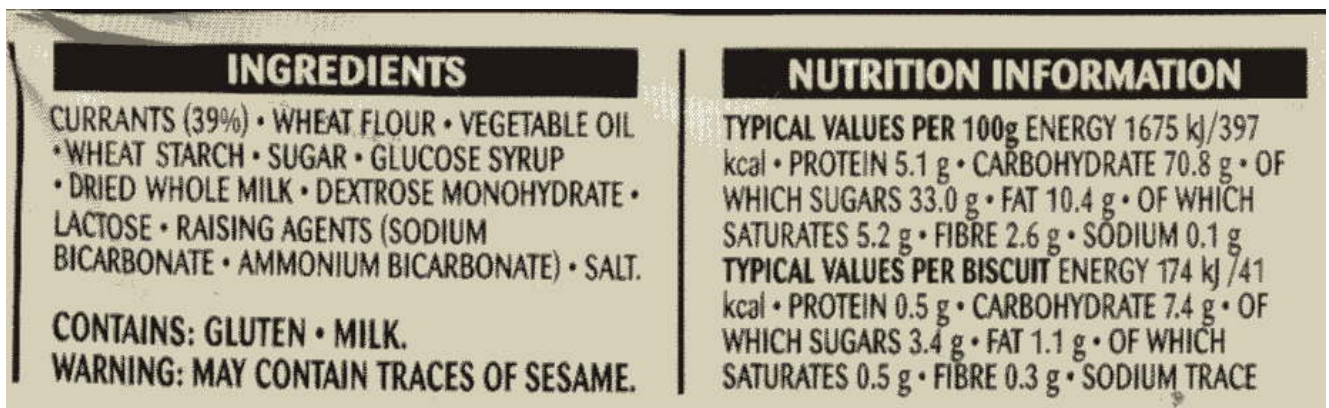 INGREDIENTS
CURRANTS (39%) • WHEAT FLOUR • VEGETABLE OIL
• WHEAT STARCH • SUGAR • GLUCOSE SYRUP
• DRIED WHOLE MILK • DEXTROSE MONOHYDRATE •
LACTOSE • RAISING AGENTS (SODIUM
BICARBONATE • AMMONIUM BICARBONATE) • SALT.
CONTAINS: GLUTEN • MILK.
WARNING: MAY CONTAIN TRACES OF SESAME.
NUTRITION INFORMATION
TYPICAL VALUES PER 100g ENERGY 1675 kJ/397
kcal • PROTEIN 5.1 g • CARBOHYDRATE 70.8 g • OF
WHICH SUGARS 33.0 g • FAT 10.4 g • OF WHICH
SATURATES 5.2 g • FIBRE 2.6 g • SODIUM 0.1 g
TYPICAL VALUES PER BISCUIT ENERGY 174 kJ /41
kcal • PROTEIN 0.5 g • CARBOHYDRATE 7.4 g • OF
WHICH SUGARS 3.4 g • FAT 1.1 g • OF WHICH
SATURATES 0.5 g • FIBRE 0.3 g • SODIUM TRACE